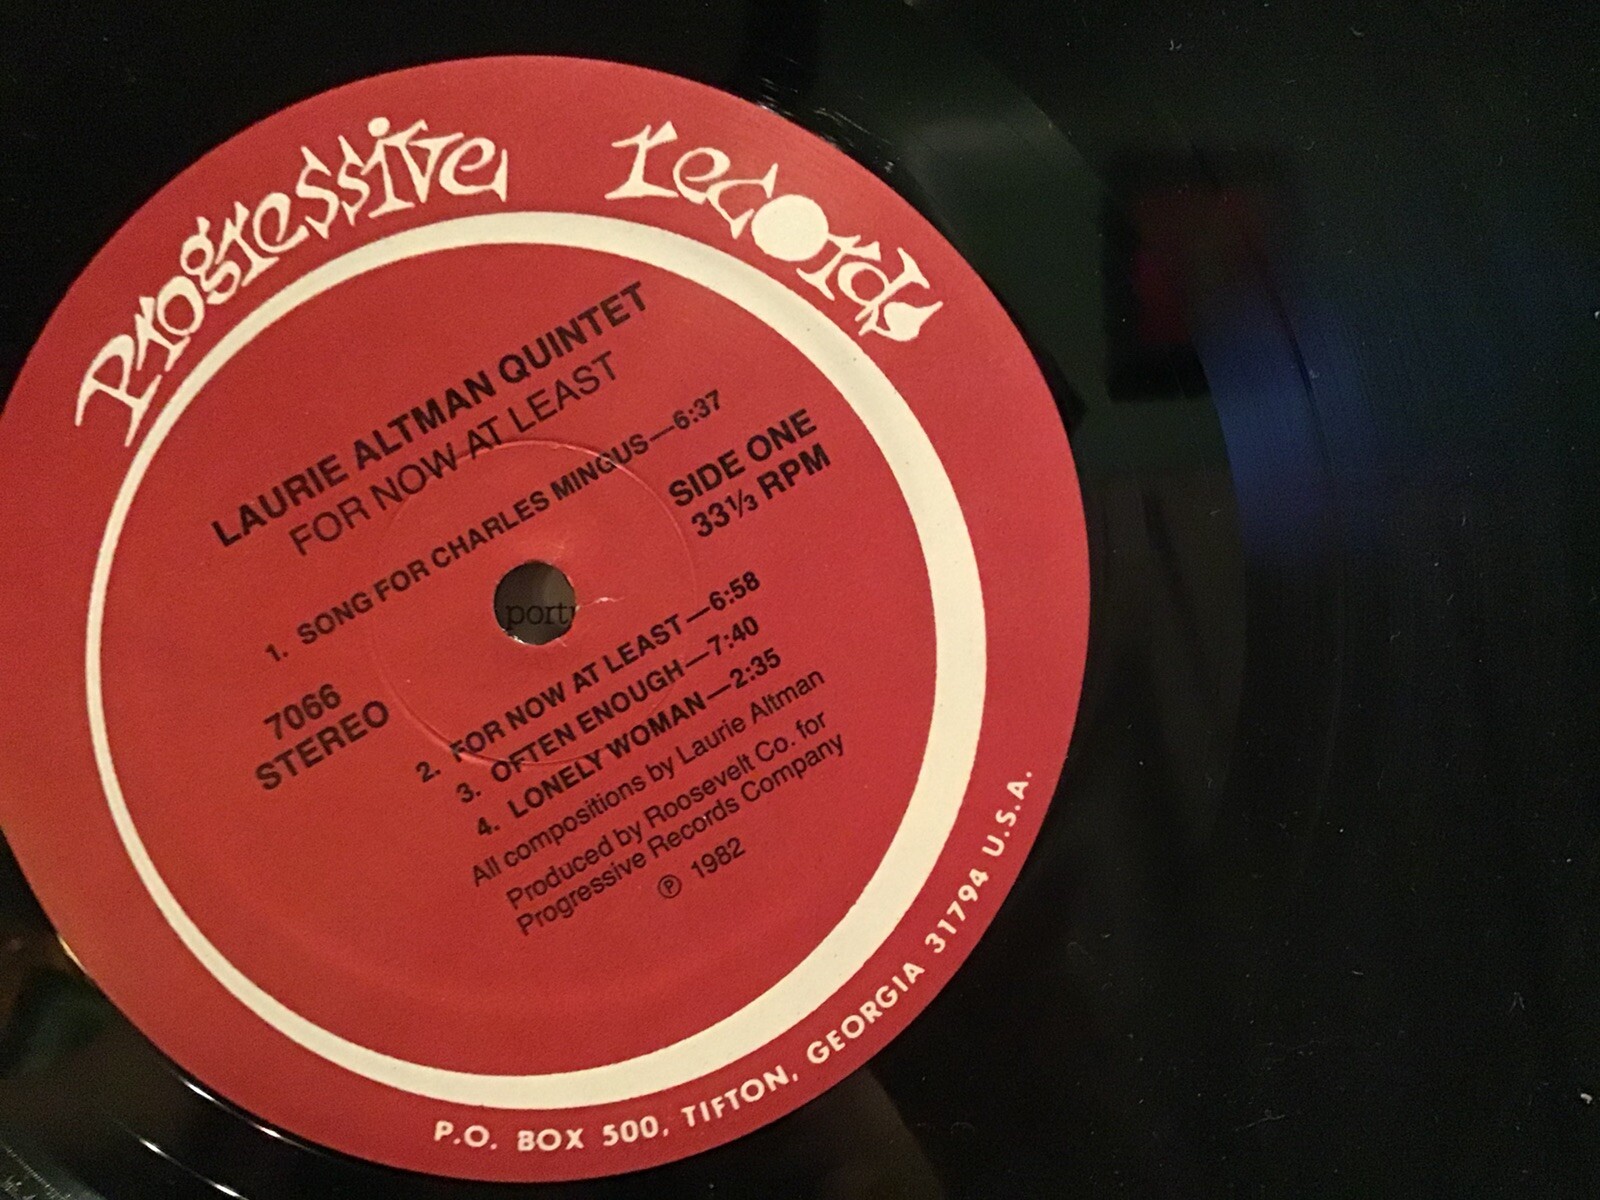 Progressive records
LAURIE ALTMAN QUINTET
FOR NOW AT LEAST
1. SONG FOR CHARLES MINGUS—6:37
SIDE ONE
33⅓ RPM
7066
STEREO
2. FOR NOW AT LEAST—6:58
3. OFTEN ENOUGH—7:40
4. LONELY WOMAN—2:35
All compositions by Laurie Altman
Produced by Roosevelt Co. for
Progressive Records Company
Ⓟ 1982
P.O. BOX 500, TIFTON, GEORGIA 31794 U.S.A.